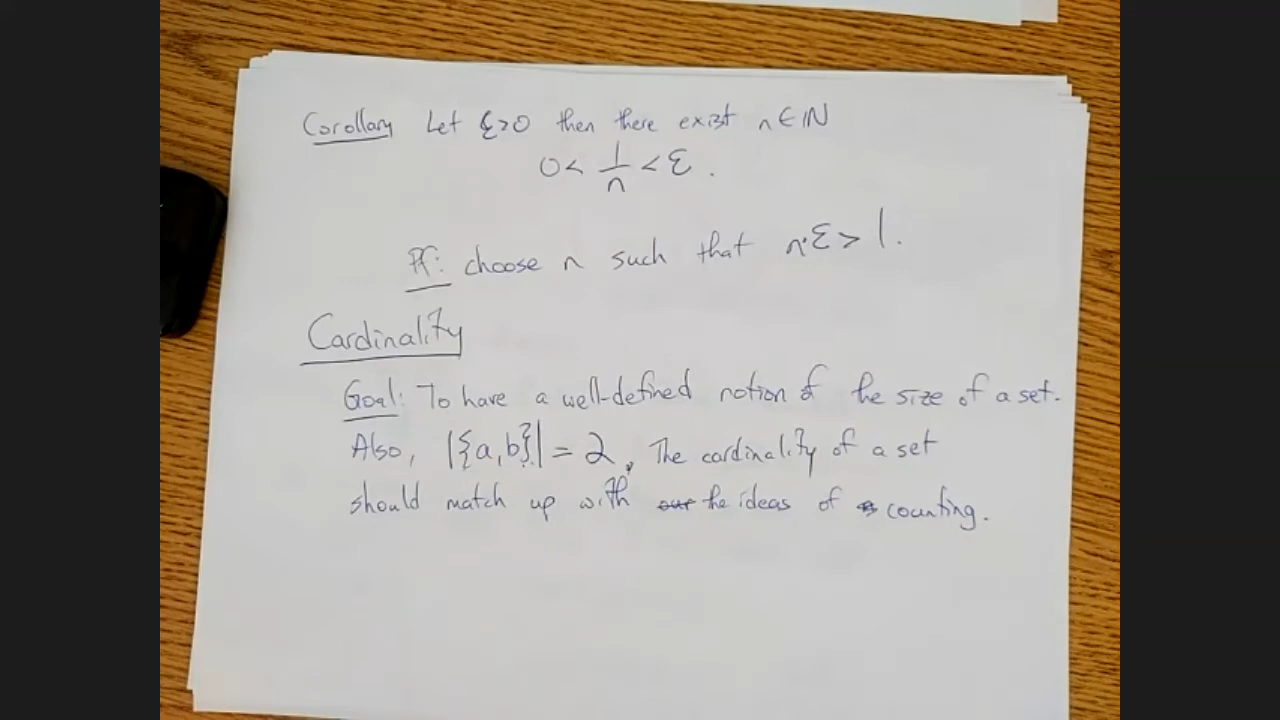 Corollary Let ε>0 then there exist n∈ℕ
0 < 1/n < ε.
Pf: choose n such that n·ε > 1.
Cardinality
Goal: To have a well-defined notion of the size of a set.
Also, |{a,b}| = 2, The cardinality of a set
should match up with our the ideas of counting.